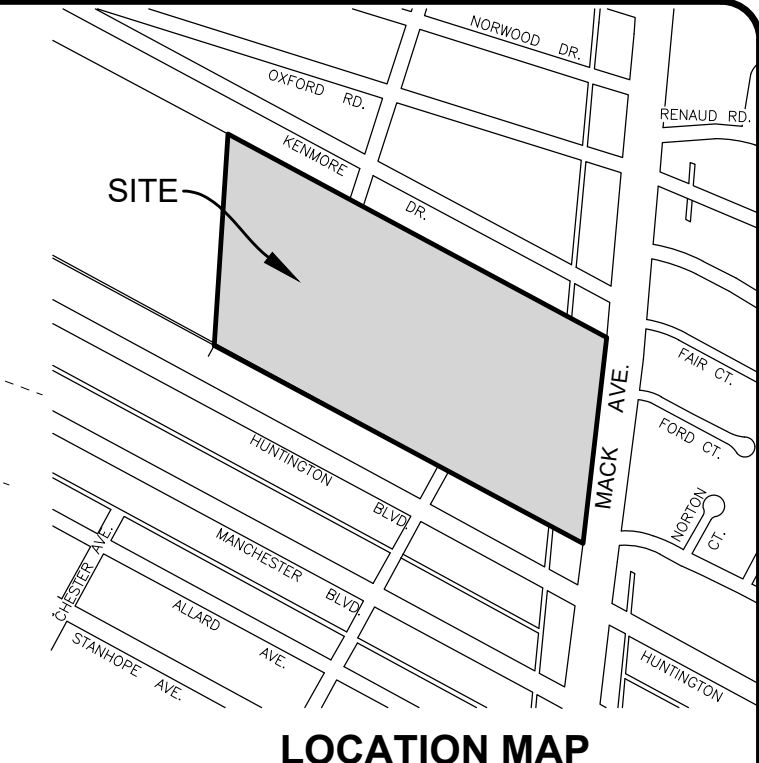 NORWOOD DR.
OXFORD RD.
RENAUD RD.
KENMORE
DR.
SITE
FAIR CT.
MACK AVE.
FORD CT.
HUNTINGTON
BLVD.
NORTON
CT.
MANCHESTER
BLVD.
CHESTER AVE.
ALLARD
AVE.
STANHOPE
AVE.
HUNTINGTON
LOCATION MAP